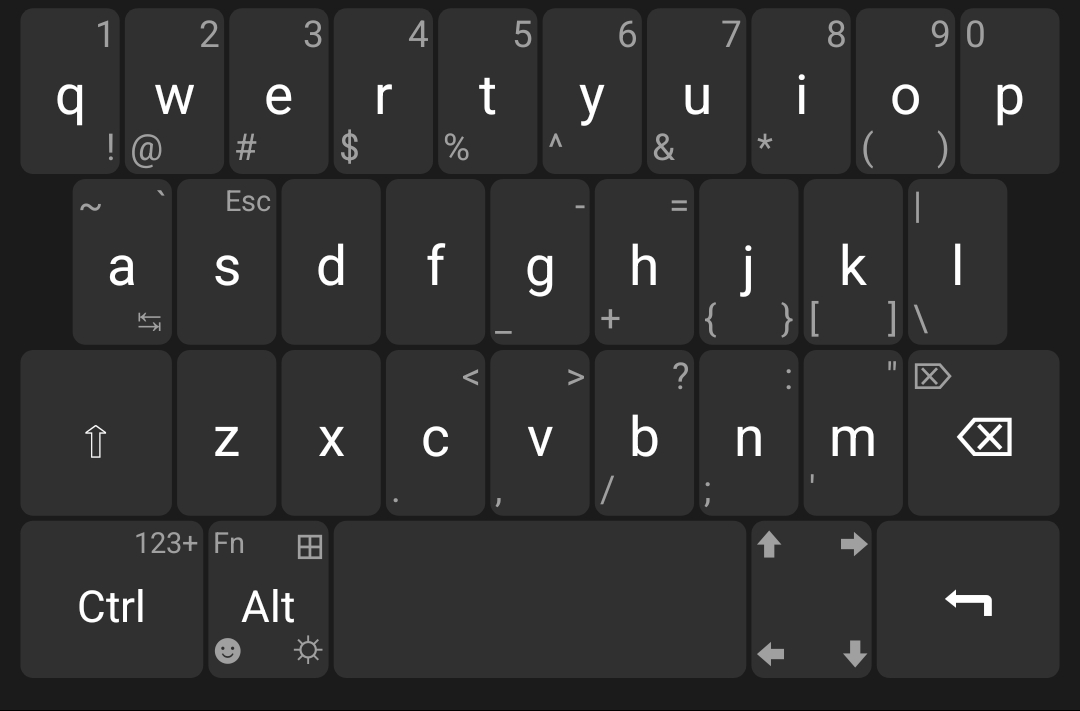 1 2 3 4 5 6 7 8 9 0
q w e r t y u i o p
! @ # $ % ^ & * ( )
~ ` Esc - = |
a s d f g h j k l
_ + { } [ ] \
< > ? : "
z x c v b n m
. , / ; '
123+ Fn
Ctrl Alt